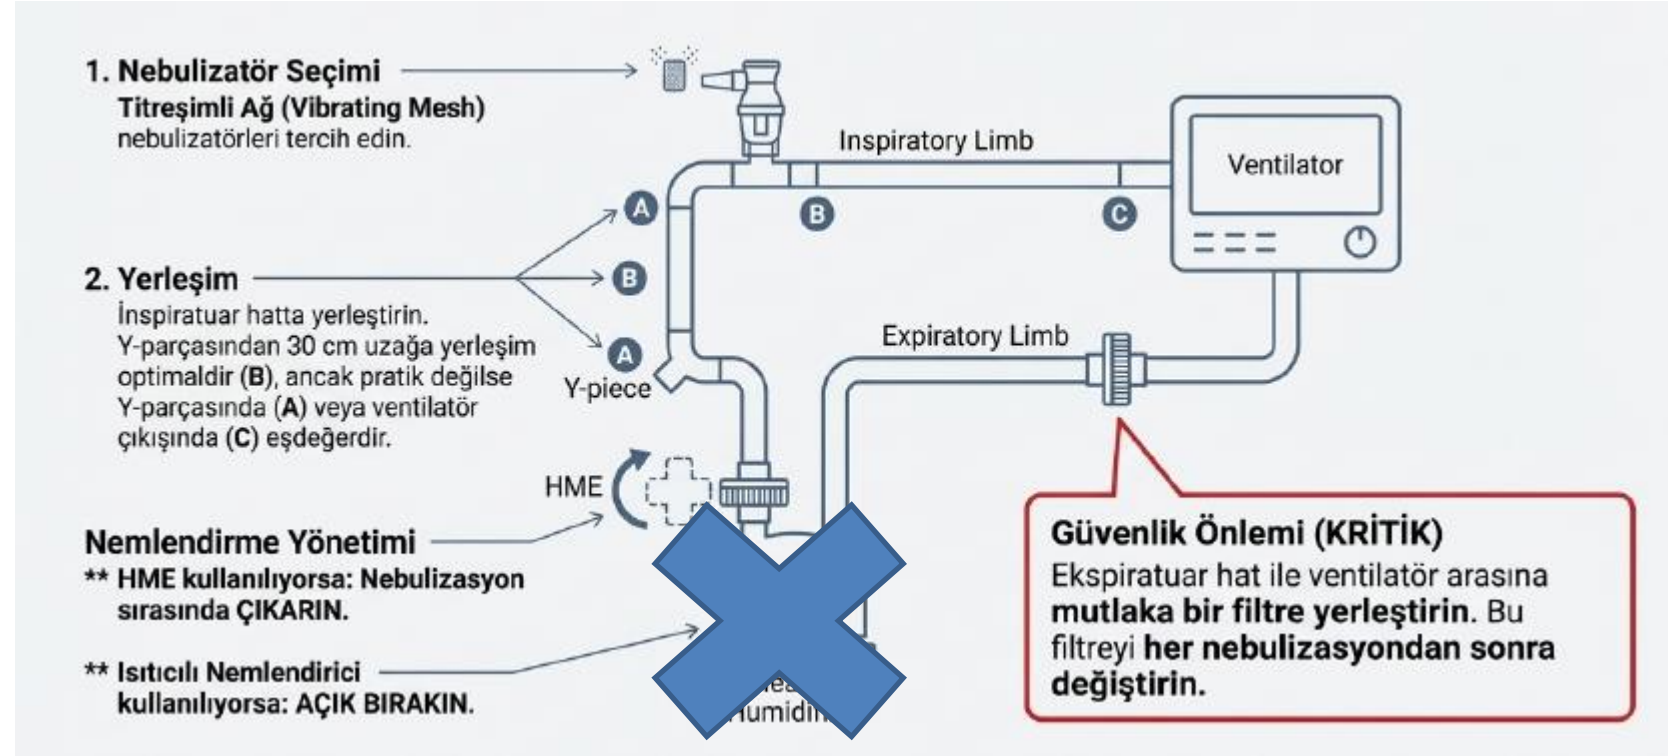 1. Nebulizatör Seçimi
Titreşimli Ağ (Vibrating Mesh)
nebulizatörleri tercih edin.
Inspiratory Limb
Ventilator
A
B
C
2. Yerleşim
B
İnspiratuar hatta yerleştirin.
Y-parçasından 30 cm uzağa yerleşim
optimaldir (B), ancak pratik değilse
Y-parçasında (A) veya ventilatör
çıkışında (C) eşdeğerdir.
A
Y-piece
Expiratory Limb
HME
Nemlendirme Yönetimi
** HME kullanılıyorsa: Nebulizasyon
sırasında ÇIKARIN.
** Isıtıcılı Nemlendirici
kullanılıyorsa: AÇIK BIRAKIN.
Güvenlik Önlemi (KRİTİK)
Ekspiratuar hat ile ventilatör arasına
mutlaka bir filtre yerleştirin. Bu
filtreyi her nebulizasyondan sonra
değiştirin.